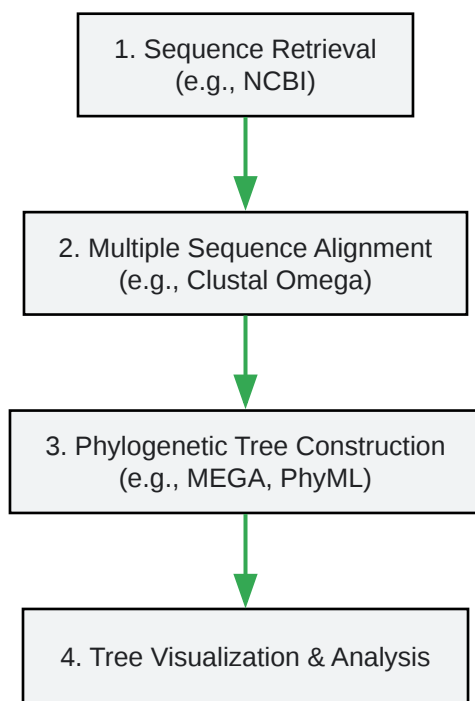 1. Sequence Retrieval
(e.g., NCBI)
2. Multiple Sequence Alignment
(e.g., Clustal Omega)
3. Phylogenetic Tree Construction
(e.g., MEGA, PhyML)
4. Tree Visualization & Analysis